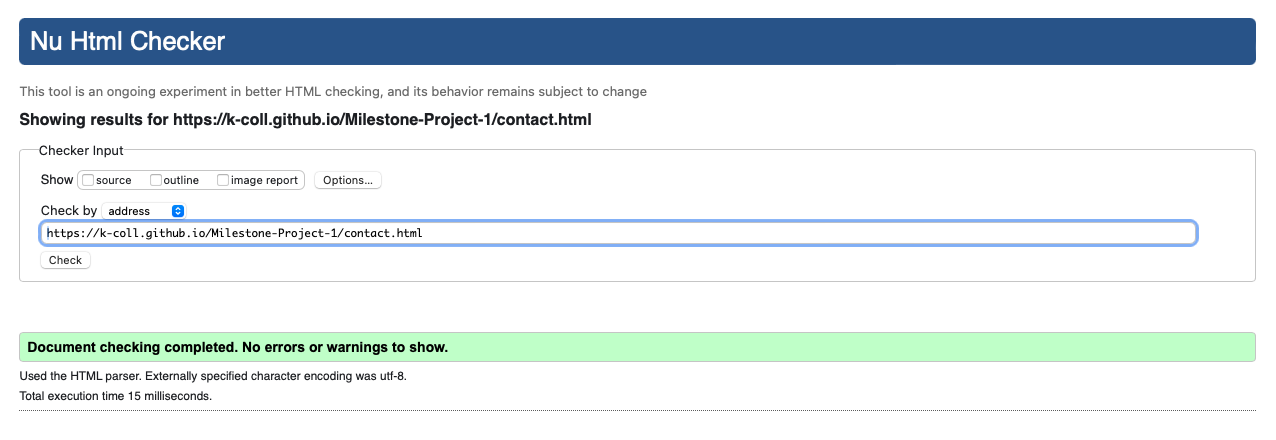 Nu Html Checker
This tool is an ongoing experiment in better HTML checking, and its behavior remains subject to change
Showing results for https://k-coll.github.io/Milestone-Project-1/contact.html
Checker Input
Show source outline image report Options...
Check by address
https://k-coll.github.io/Milestone-Project-1/contact.html
Check
Document checking completed. No errors or warnings to show.
Used the HTML parser. Externally specified character encoding was utf-8.
Total execution time 15 milliseconds.